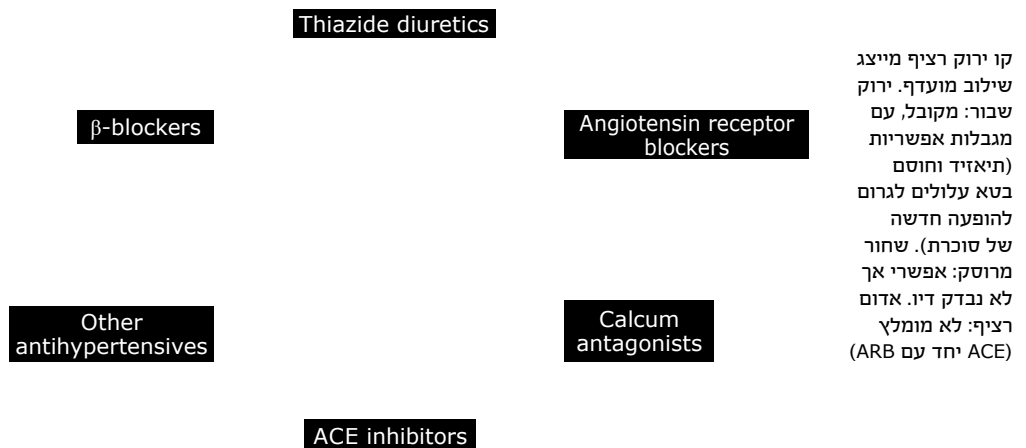 Thiazide diuretics
β-blockers
Angiotensin receptor
blockers
Other
antihypertensives
Calcum
antagonists
ACE inhibitors
קו ירוק רציף מייצג
שילוב מועדף. ירוק
שבור: מקובל, עם
מגבלות אפשריות
(תיאזיד וחוסם
בטא עלולים לגרום
להופעה חדשה
של סוכרת). שחור
מרוסק: אפשרי אך
לא נבדק דיו. אדום
רציף: לא מומלץ
(ACE יחד עם ARB)